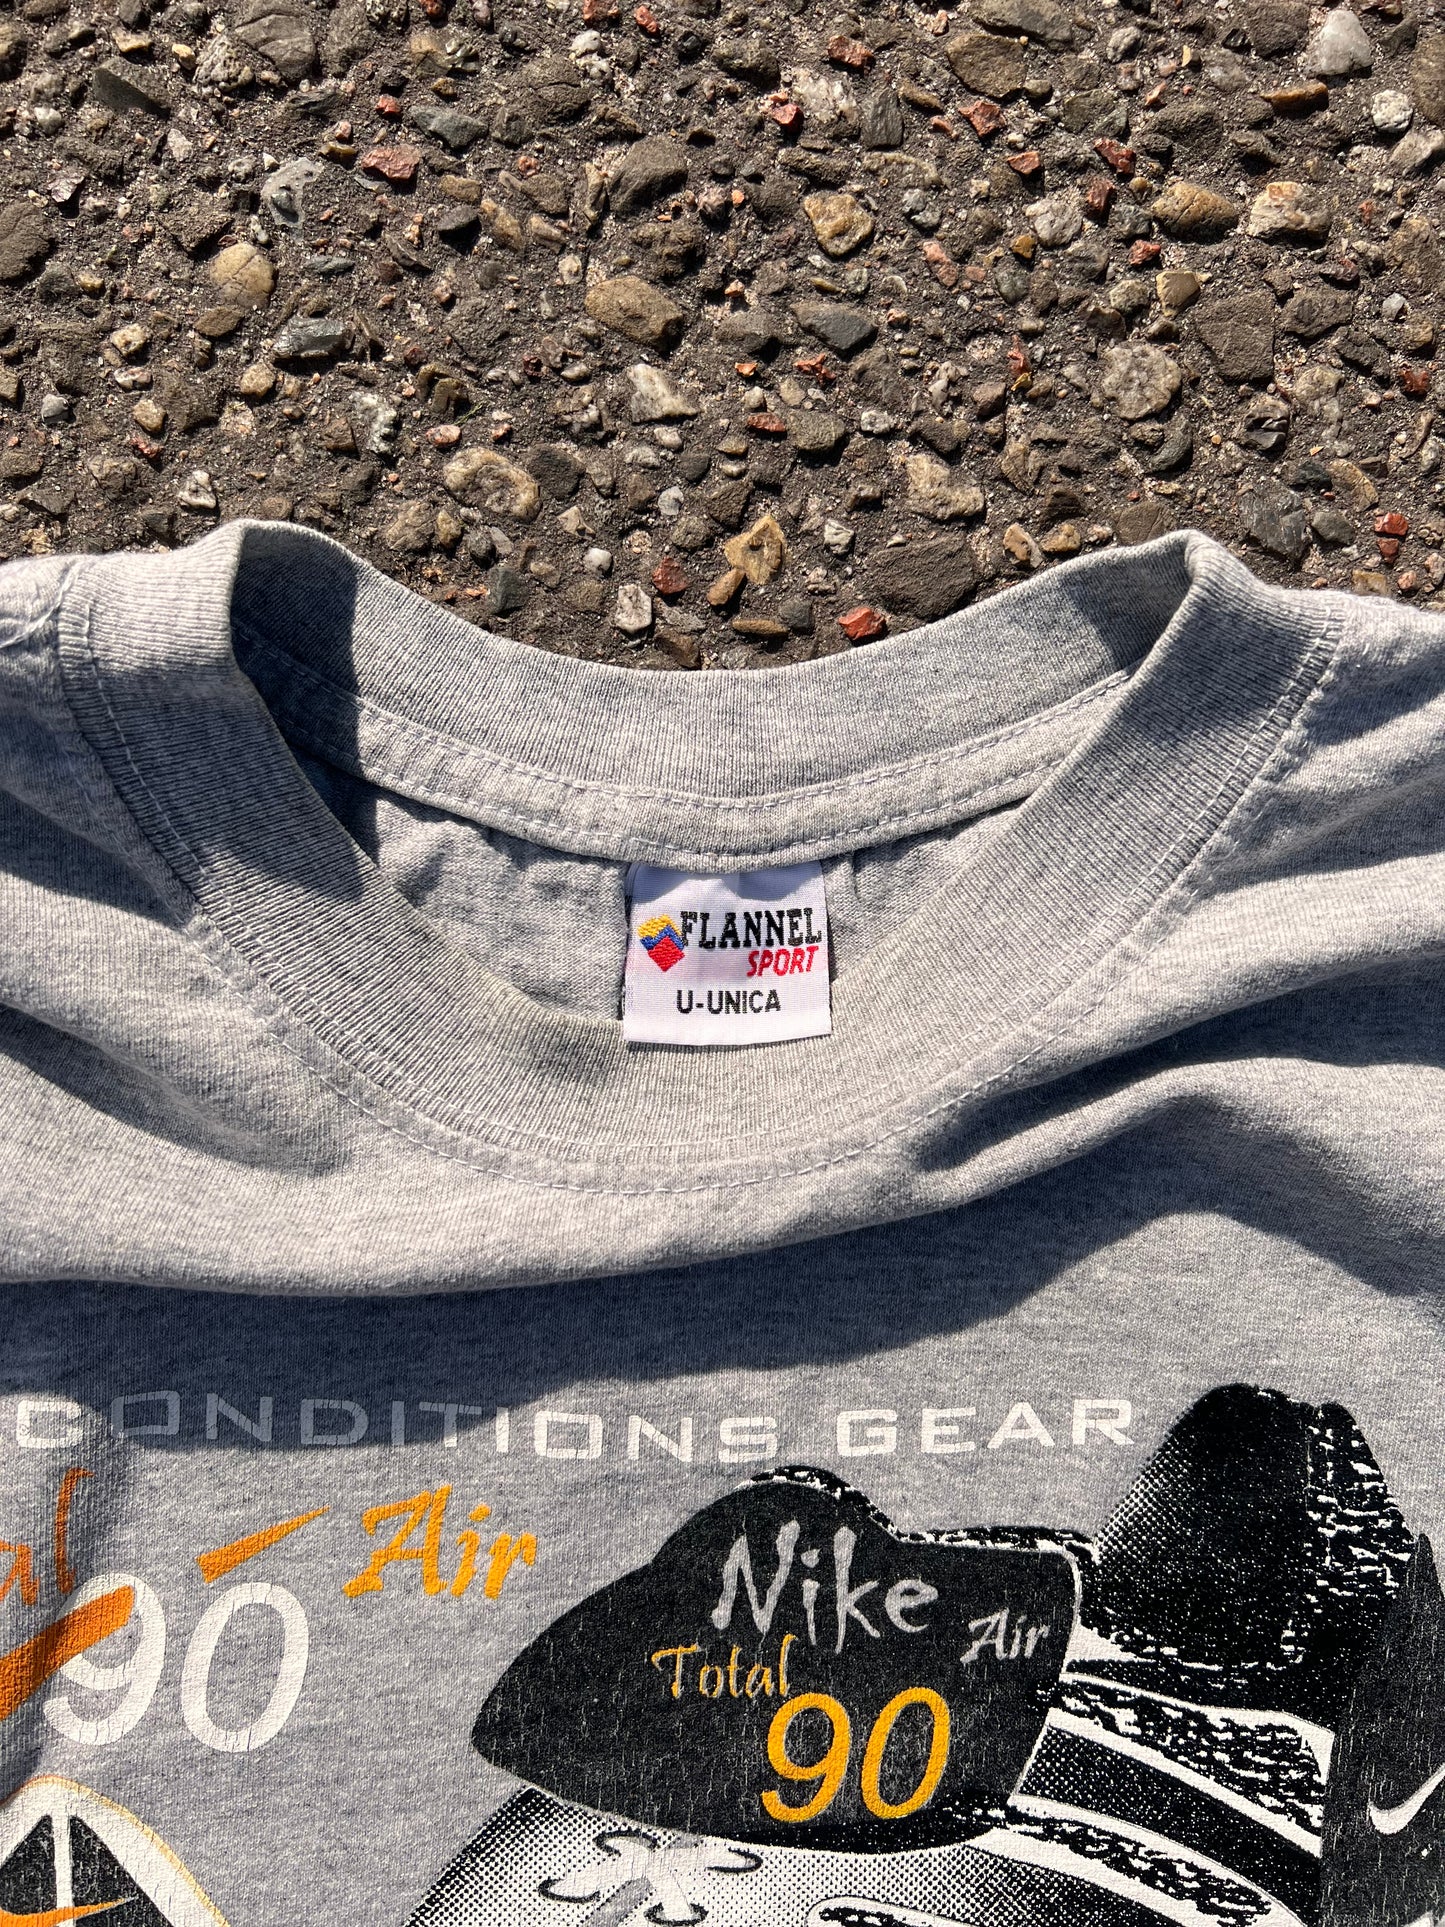 FLANNEL
SPORT
U-UNICA
CONDITIONS GEAR
Air
90
Nike
Air
Total
90